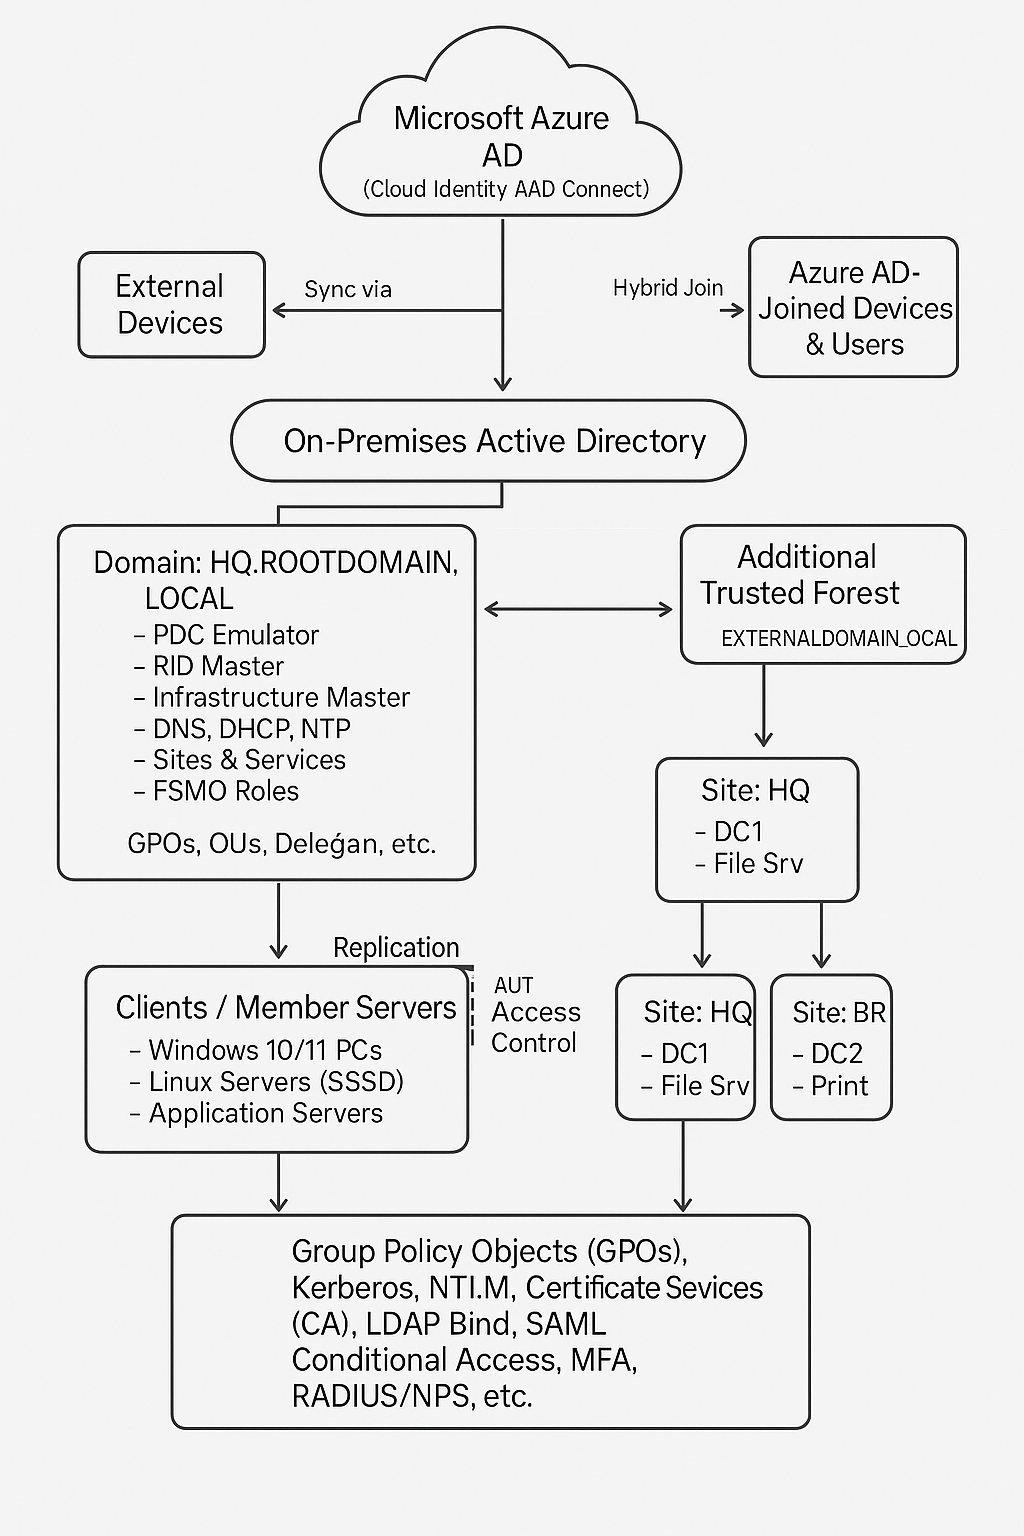 Microsoft Azure
AD
(Cloud Identity AAD Connect)
External
Devices
Sync via
Hybrid Join
Azure AD-
Joined Devices
& Users
On-Premises Active Directory
Domain: HQ.ROOTDOMAIN,
LOCAL
– PDC Emulator
– RID Master
– Infrastructure Master
– DNS, DHCP, NTP
– Sites & Services
– FSMO Roles
GPOs, OUs, Deleǵan, etc.
Additional
Trusted Forest
EXTERNALDOMAIN_OCAL
Site: HQ
– DC1
– File Srv
Replication
Clients / Member Servers
– Windows 10/11 PCs
– Linux Servers (SSSD)
– Application Servers
AUT
Access
Control
Site: HQ
– DC1
– File Srv
Site: BR
– DC2
– Print
Group Policy Objects (GPOs),
Kerberos, NTI.M, Certificate Sevices
(CA), LDAP Bind, SAML
Conditional Access, MFA,
RADIUS/NPS, etc.